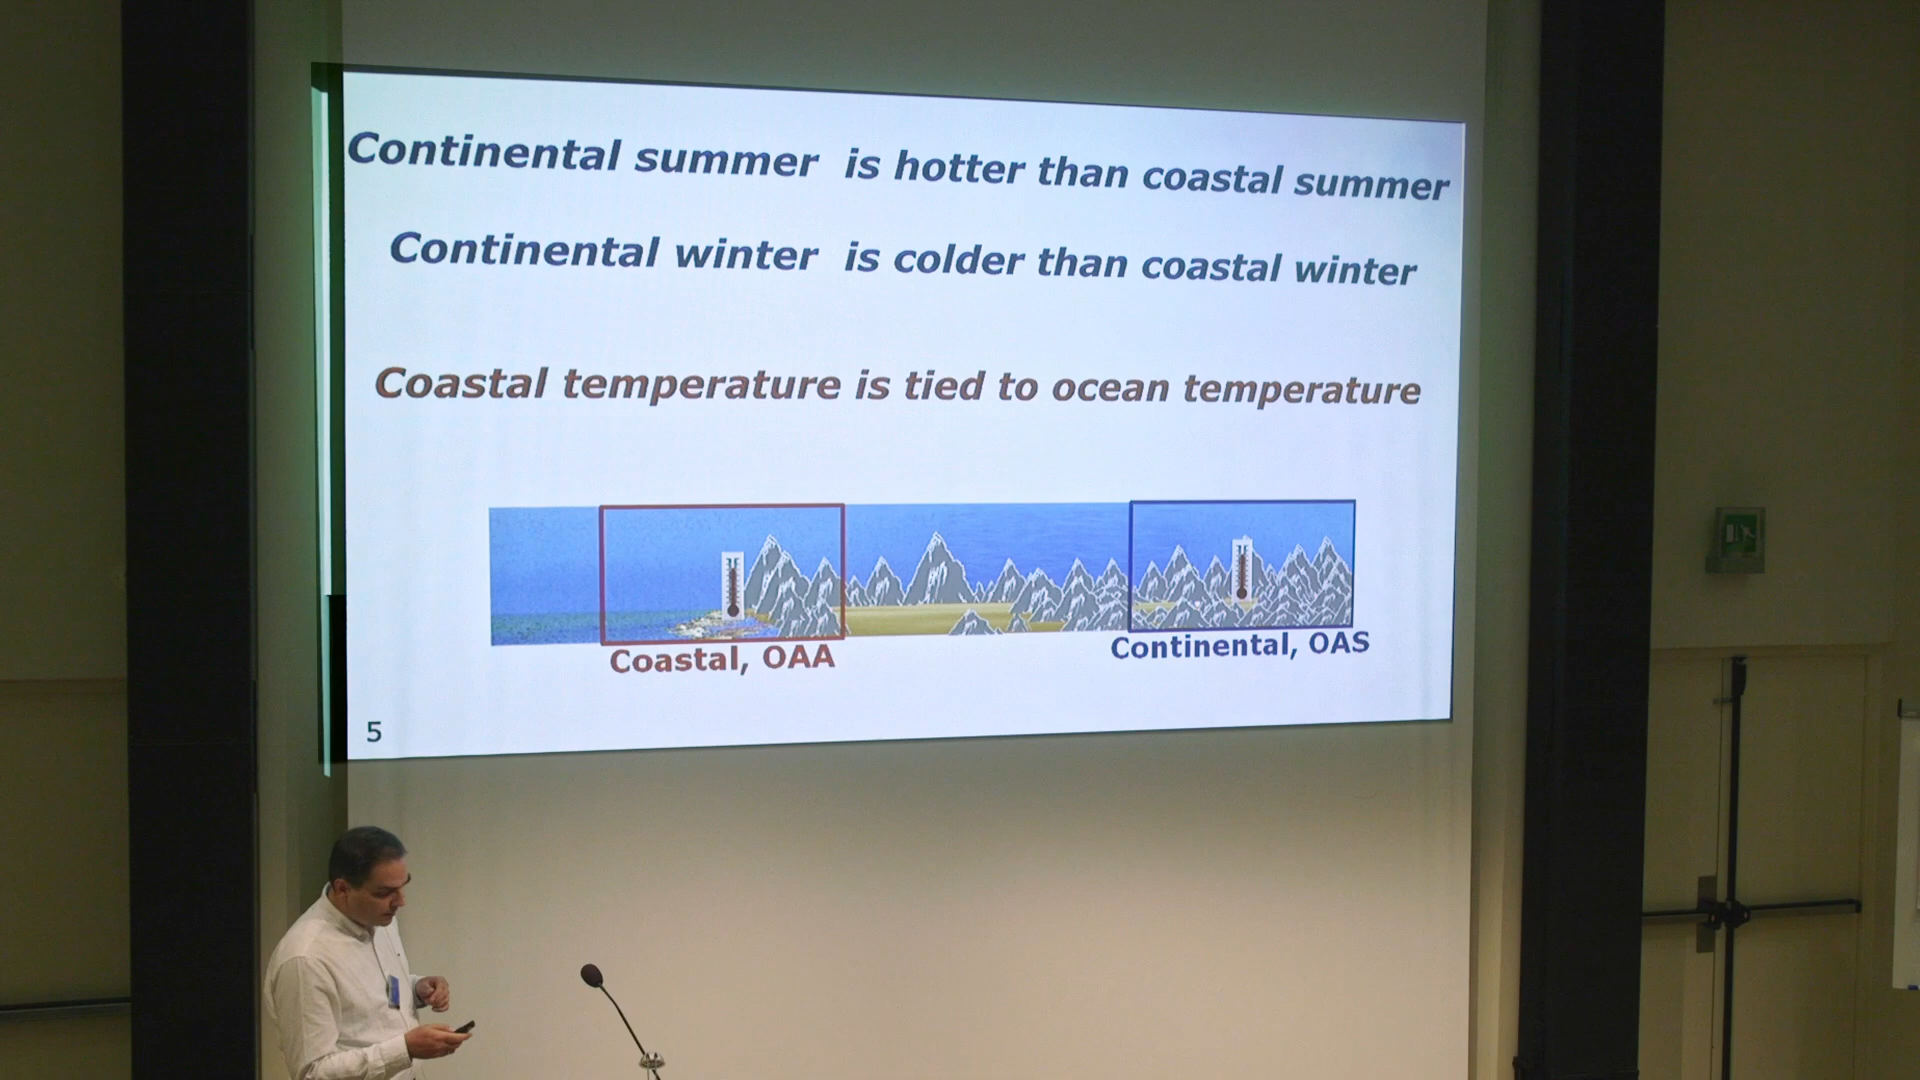 Continental summer is hotter than coastal summer
Continental winter is colder than coastal winter
Coastal temperature is tied to ocean temperature
Coastal, OAA
Continental, OAS
5